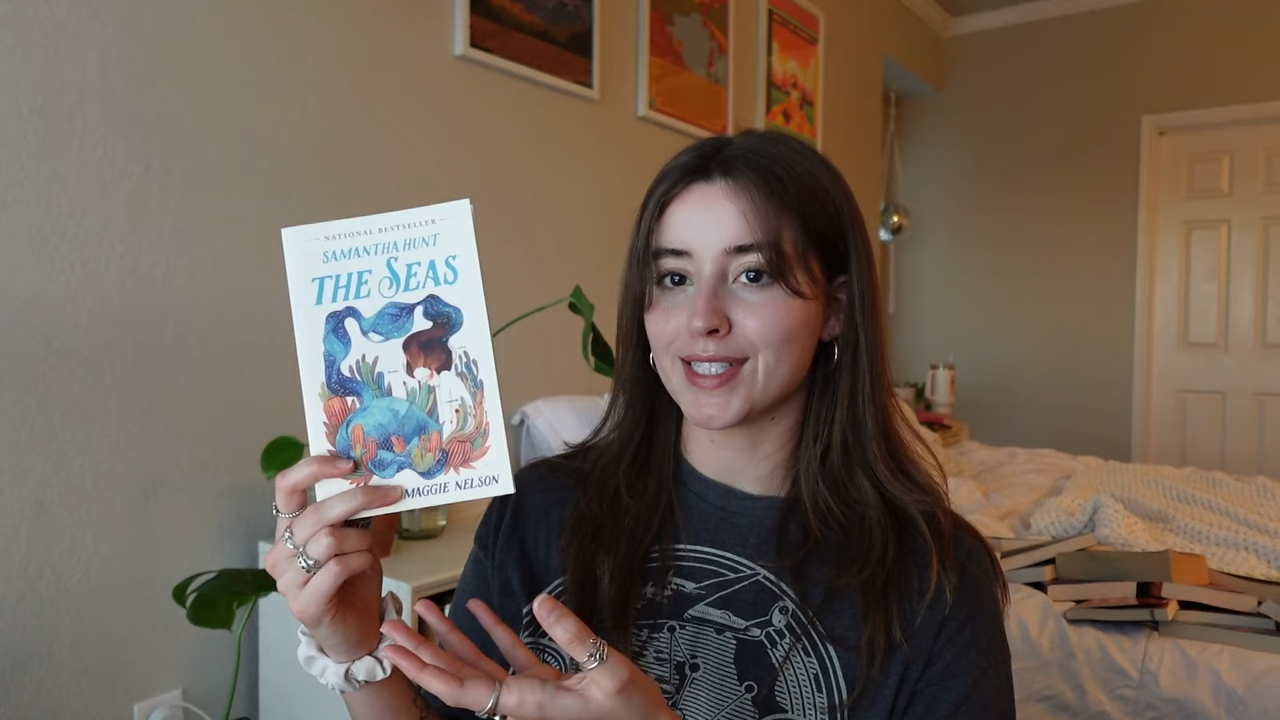 NATIONAL BESTSELLER
SAMANTHA HUNT
THE SEAS
MAGGIE NELSON